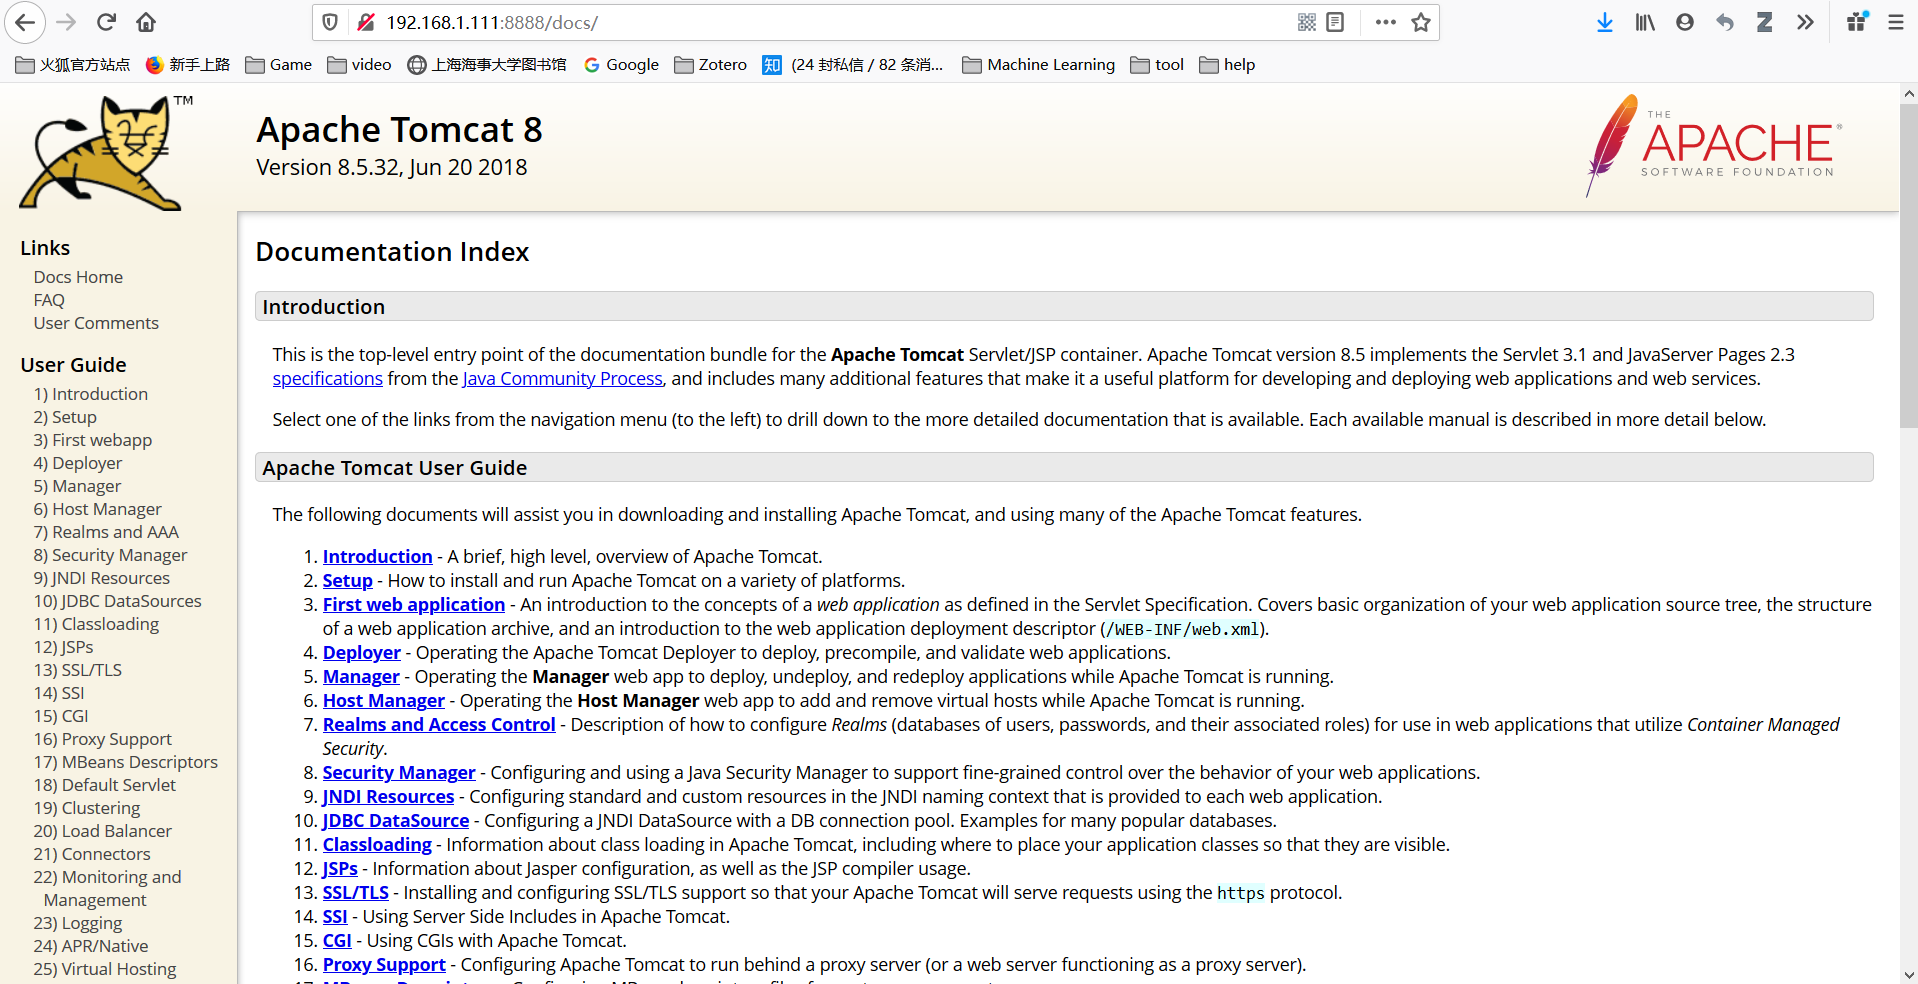 192.168.1.111:8888/docs/
火狐官方站点 新手上路 Game video 上海海事大学图书馆 Google Zotero 知 (24 封私信 / 82 条消... Machine Learning tool help
TM
Apache Tomcat 8
Version 8.5.32, Jun 20 2018
THE
APACHE®
SOFTWARE FOUNDATION
Links
Docs Home
FAQ
User Comments
User Guide
1) Introduction
2) Setup
3) First webapp
4) Deployer
5) Manager
6) Host Manager
7) Realms and AAA
8) Security Manager
9) JNDI Resources
10) JDBC DataSources
11) Classloading
12) JSPs
13) SSL/TLS
14) SSI
15) CGI
16) Proxy Support
17) MBeans Descriptors
18) Default Servlet
19) Clustering
20) Load Balancer
21) Connectors
22) Monitoring and
Management
23) Logging
24) APR/Native
25) Virtual Hosting
Documentation Index
Introduction
This is the top-level entry point of the documentation bundle for the Apache Tomcat Servlet/JSP container. Apache Tomcat version 8.5 implements the Servlet 3.1 and JavaServer Pages 2.3
specifications from the Java Community Process, and includes many additional features that make it a useful platform for developing and deploying web applications and web services.
Select one of the links from the navigation menu (to the left) to drill down to the more detailed documentation that is available. Each available manual is described in more detail below.
Apache Tomcat User Guide
The following documents will assist you in downloading and installing Apache Tomcat, and using many of the Apache Tomcat features.
1. Introduction - A brief, high level, overview of Apache Tomcat.
2. Setup - How to install and run Apache Tomcat on a variety of platforms.
3. First web application - An introduction to the concepts of a web application as defined in the Servlet Specification. Covers basic organization of your web application source tree, the structure
of a web application archive, and an introduction to the web application deployment descriptor (/WEB-INF/web.xml).
4. Deployer - Operating the Apache Tomcat Deployer to deploy, precompile, and validate web applications.
5. Manager - Operating the Manager web app to deploy, undeploy, and redeploy applications while Apache Tomcat is running.
6. Host Manager - Operating the Host Manager web app to add and remove virtual hosts while Apache Tomcat is running.
7. Realms and Access Control - Description of how to configure Realms (databases of users, passwords, and their associated roles) for use in web applications that utilize Container Managed
Security.
8. Security Manager - Configuring and using a Java Security Manager to support fine-grained control over the behavior of your web applications.
9. JNDI Resources - Configuring standard and custom resources in the JNDI naming context that is provided to each web application.
10. JDBC DataSource - Configuring a JNDI DataSource with a DB connection pool. Examples for many popular databases.
11. Classloading - Information about class loading in Apache Tomcat, including where to place your application classes so that they are visible.
12. JSPs - Information about Jasper configuration, as well as the JSP compiler usage.
13. SSL/TLS - Installing and configuring SSL/TLS support so that your Apache Tomcat will serve requests using the https protocol.
14. SSI - Using Server Side Includes in Apache Tomcat.
15. CGI - Using CGIs with Apache Tomcat.
16. Proxy Support - Configuring Apache Tomcat to run behind a proxy server (or a web server functioning as a proxy server).